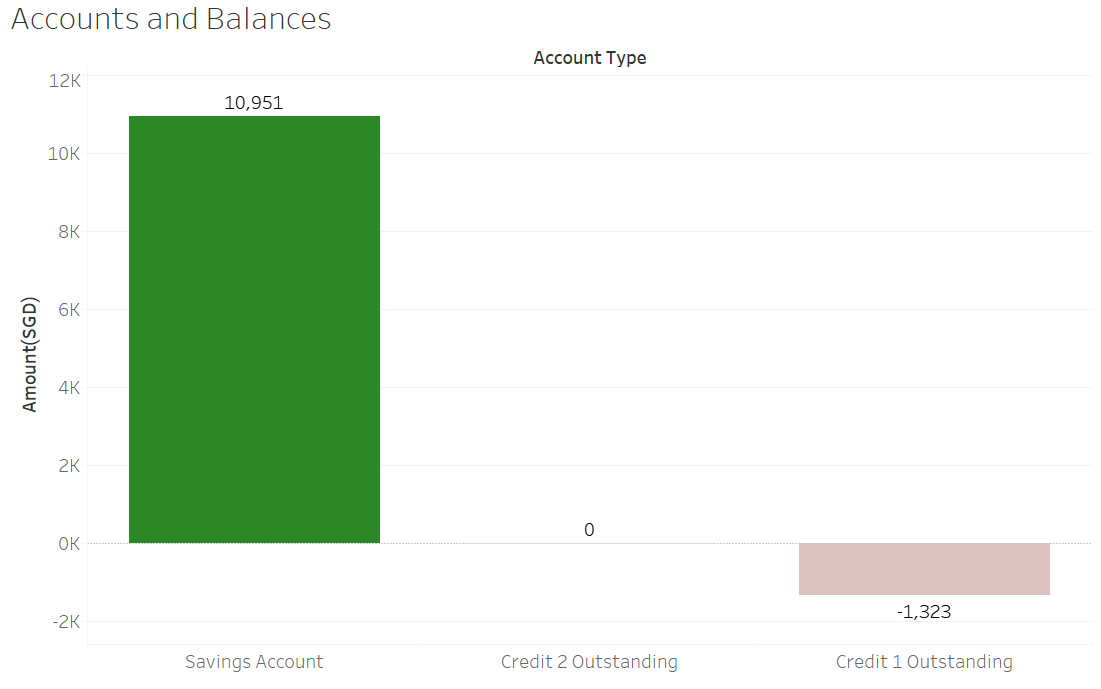 Accounts and Balances
Account Type
12K
10,951
10K
8K
6K
Amount(SGD)
4K
2K
0
0K
-1,323
-2K
Savings Account
Credit 2 Outstanding
Credit 1 Outstanding